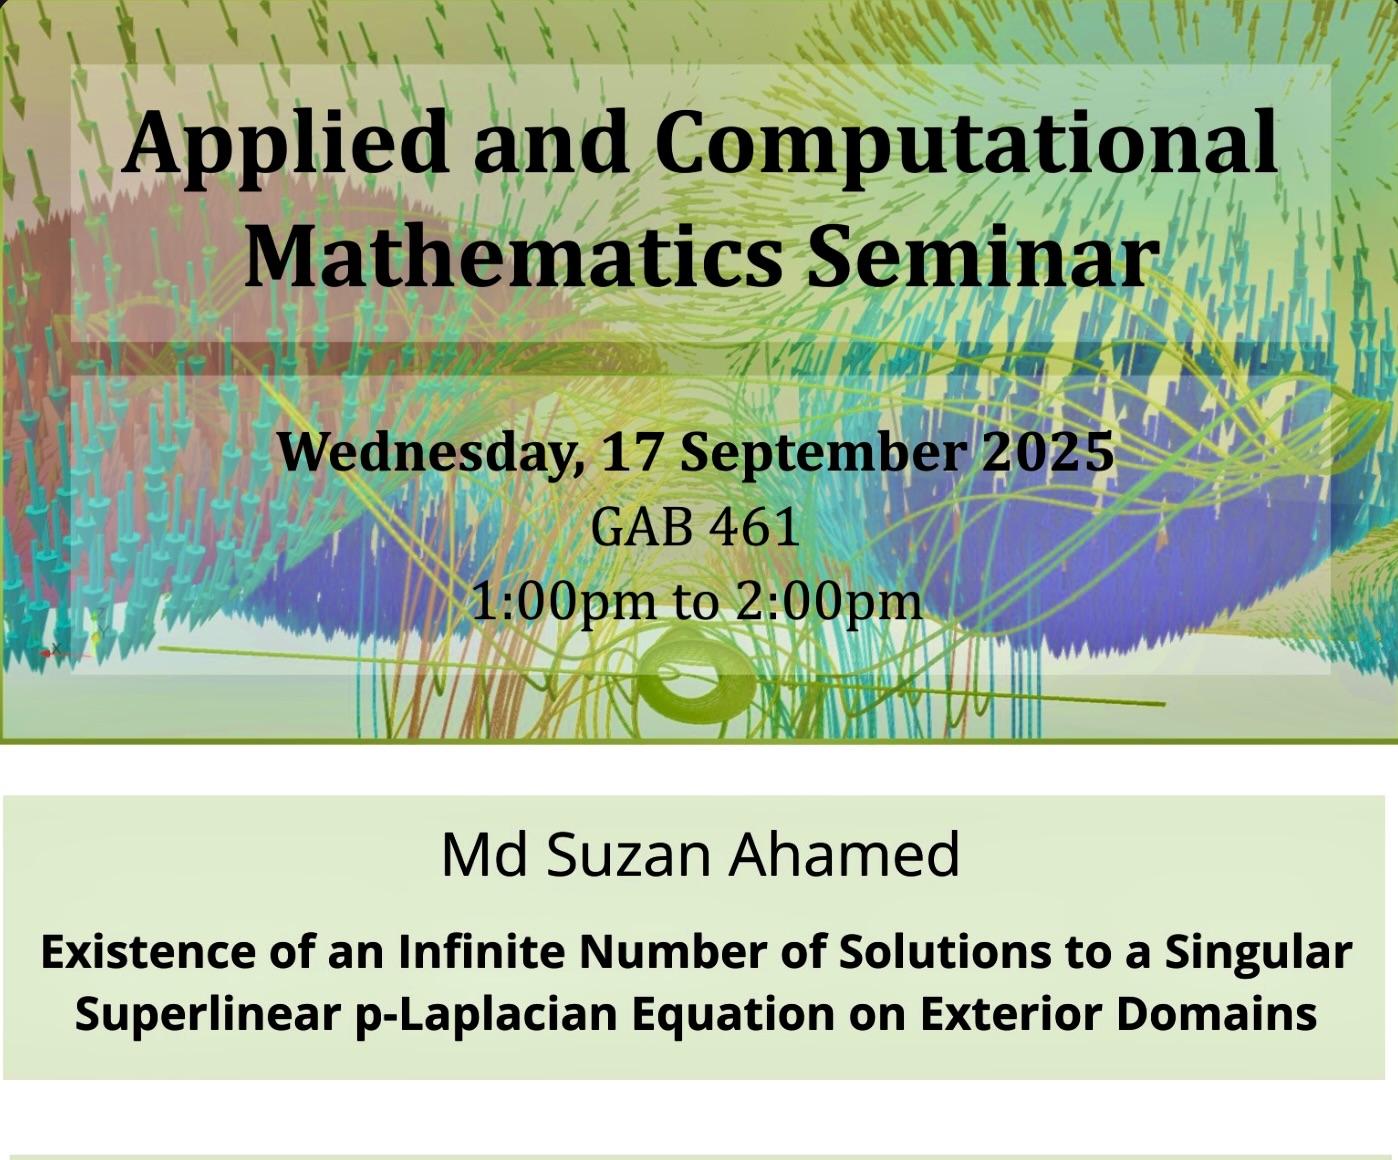 Applied and Computational
Mathematics Seminar
Wednesday, 17 September 2025
GAB 461
1:00pm to 2:00pm
X
Md Suzan Ahamed
Existence of an Infinite Number of Solutions to a Singular
Superlinear p-Laplacian Equation on Exterior Domains